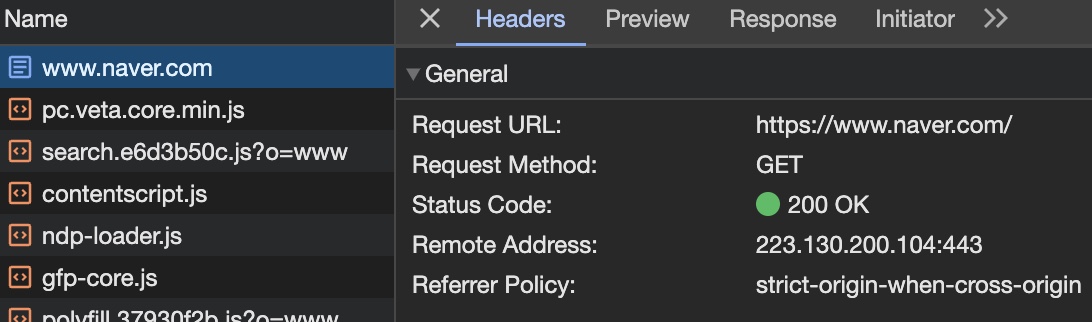 Name
www.naver.com
pc.veta.core.min.js
search.e6d3b50c.js?o=www
contentscript.js
ndp-loader.js
gfp-core.js
polyfill.37930f2b.js?o=www
Headers Preview Response Initiator
General
Request URL: https://www.naver.com/
Request Method: GET
Status Code: 200 OK
Remote Address: 223.130.200.104:443
Referrer Policy: strict-origin-when-cross-origin